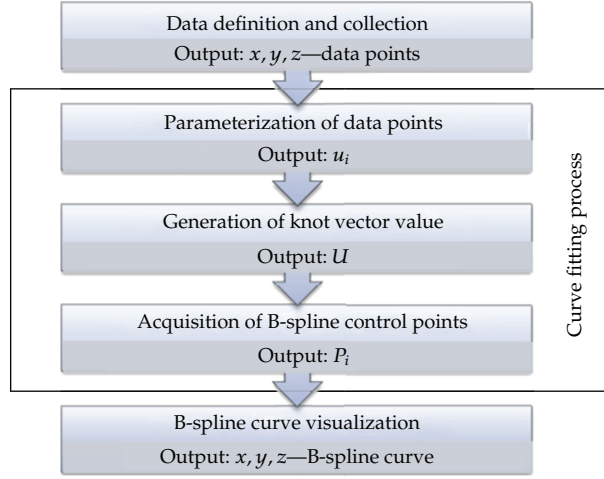 Data definition and collection
Output: x, y, z—data points
Parameterization of data points
Output: uᵢ
Generation of knot vector value
Output: U
Acquisition of B-spline control points
Output: Pᵢ
Curve fitting process
B-spline curve visualization
Output: x, y, z—B-spline curve